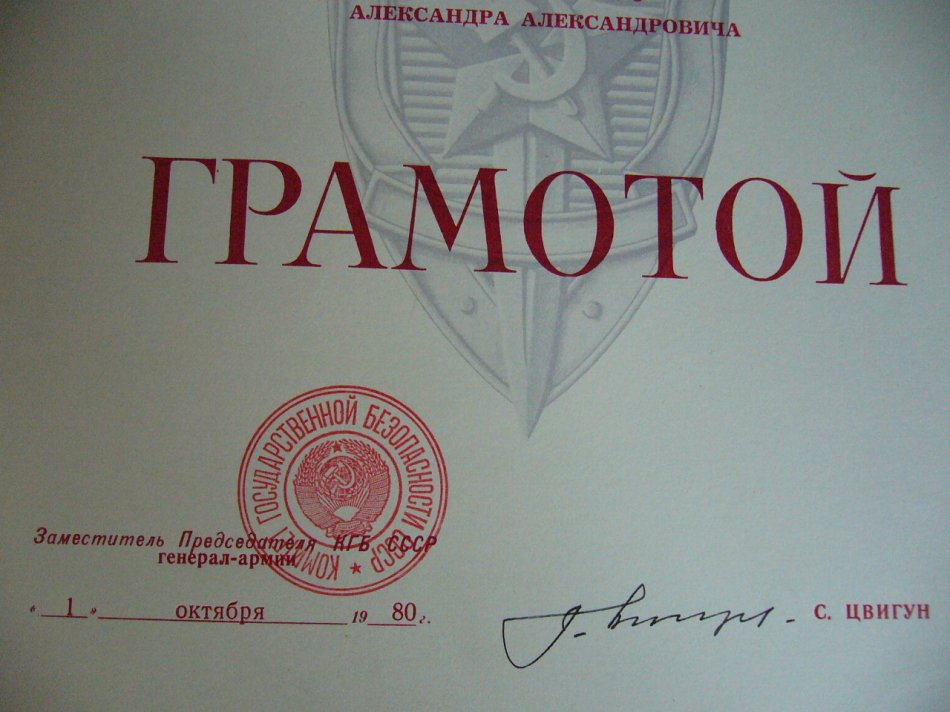 АЛЕКСАНДРА АЛЕКСАНДРОВИЧА
ГРАМОТОЙ
КОМИТЕТ ГОСУДАРСТВЕННОЙ БЕЗОПАСНОСТИ СССР
Заместитель Председателя КГБ СССР
генерал-армии
„ 1 „ октября 19 80 г.
С. ЦВИГУН